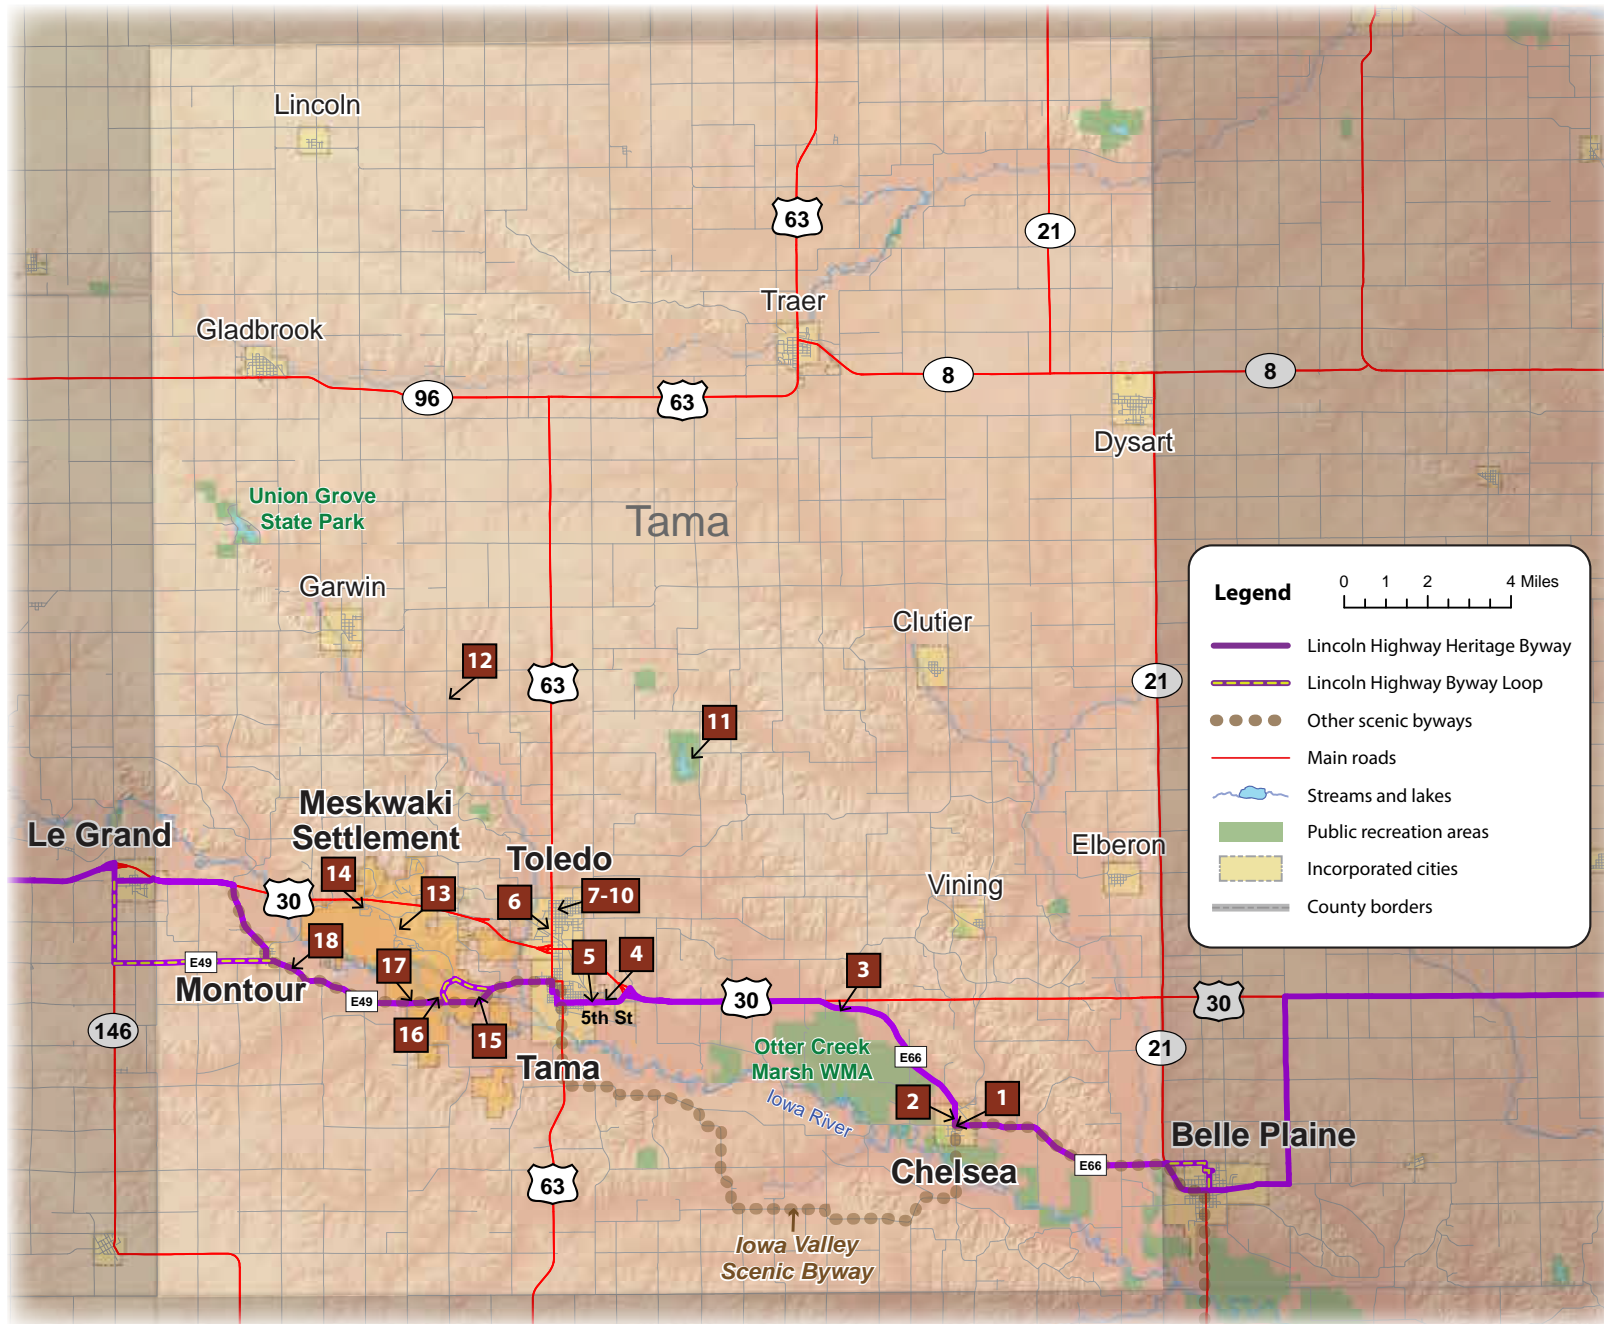 Lincoln
63
21
Traer
Gladbrook
8
8
96
63
Dysart
Union Grove
State Park
Tama
Legend
0 1 2 4 Miles
Lincoln Highway Heritage Byway
Lincoln Highway Byway Loop
Other scenic byways
Main roads
Streams and lakes
Public recreation areas
Incorporated cities
County borders
Garwin
Clutier
12
63
21
11
Meskwaki
Settlement
Le Grand
Toledo
Elberon
Vining
14
13
6
7-10
30
18
5
4
3
E49
17
Montour
E49
30
30
5th St
146
16
15
21
Otter Creek
Marsh WMA
E66
Tama
Iowa River
2
1
Belle Plaine
E66
Chelsea
63
Iowa Valley
Scenic Byway